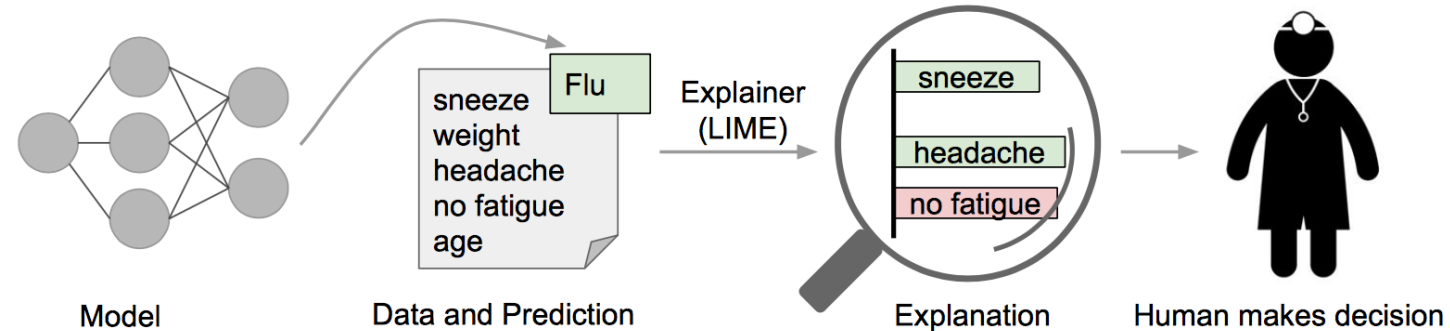 Flu
sneeze
weight
headache
no fatigue
age
Explainer
(LIME)
sneeze
headache
no fatigue
Model
Data and Prediction
Explanation
Human makes decision